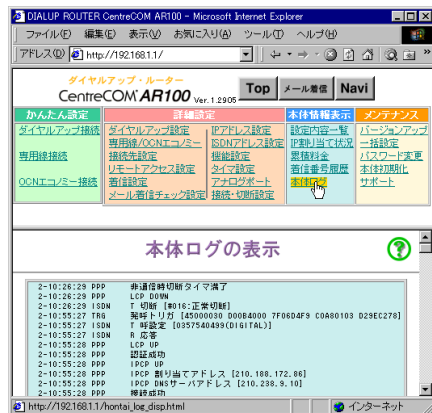 DIALUP ROUTER CentreCOM AR100 - Microsoft Internet Explorer
ファイル(F) 編集(E) 表示(V) お気に入り(A) ツール(T) ヘルプ(H)
アドレス(D) http://192.168.1.1/
ダイヤルアップ・ルーター
CentreCOM AR100 Ver. 1.2905 Top メール着信 Navi
かんたん設定 詳細設定 本体情報表示 メンテナンス
ダイヤルアップ接続 ダイヤルアップ設定 IPアドレス設定 設定内容一覧 バージョンアップ
専用線/OCNエコノミー ISDNアドレス設定 IP割り当て状況 一括設定
専用線接続 接続先設定 機能設定 累積料金 パスワード変更
リモートアクセス設定 タイマ設定 着信番号履歴 本体初期化
OCNエコノミー接続 着信設定 アナログポート 本体ログ サポート
メール着信チェック設定 接続・切断設定
本体ログの表示 ?
2-10:26:29 PPP 非通信時切断タイマ満了
2-10:26:29 PPP LCP DOWN
2-10:26:29 ISDN T 切断 [#016:正常切断]
2-10:55:27 TRG 発呼トリガ [45000030 D00B4000 7F06D4F9 C0A80103 D29EC278]
2-10:55:27 ISDN T 呼設定 [0357540499(DIGITAL)]
2-10:55:27 ISDN R 応答
2-10:55:28 PPP LCP UP
2-10:55:28 PPP 認証成功
2-10:55:28 PPP IPCP UP
2-10:55:28 PPP IPCP 割り当てアドレス [210.188.172.86]
2-10:55:28 PPP IPCP DNSサーバアドレス [210.238.9.10]
2-10:55:28 PPP 接続成功
http://192.168.1.1/hontai_log_disp.html インターネット